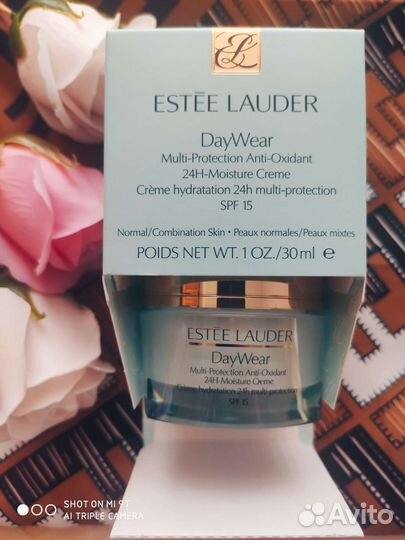 EL
ESTĒE LAUDER
DayWear
Multi-Protection Anti-Oxidant
24H-Moisture Creme
Crème hydratation 24h multi-protection
SPF 15
Normal/Combination Skin • Peaux normales/Peaux mixtes
POIDS NET WT. 1 OZ./30 ml e
ESTĒE LAUDER
DayWear
Multi-Protection Anti-Oxidant
24H-Moisture Creme
Crème hydratation 24h multi-protection
SPF 15
SHOT ON MI 9T
AI TRIPLE CAMERA
Avito